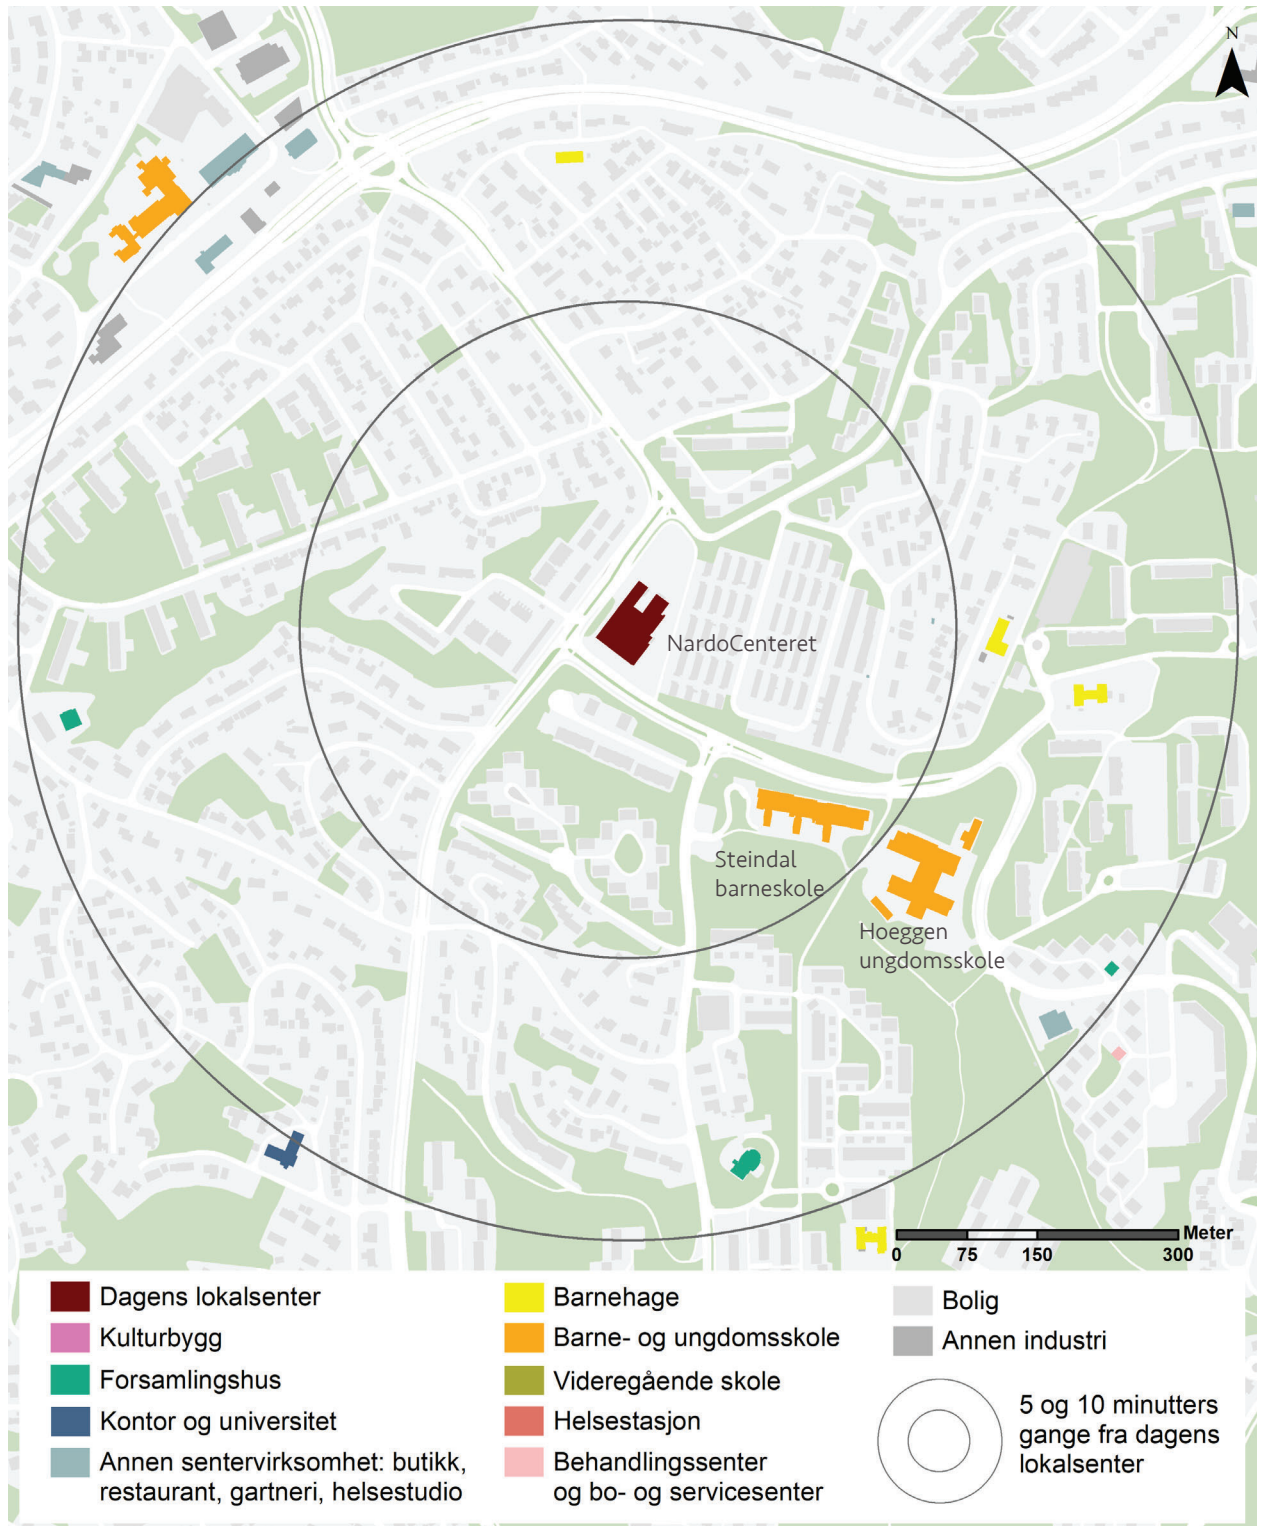 N
NardoCenteret
Steindal
barneskole
Hoeggen
ungdomsskole
Meter
0 75 150 300
Dagens lokalsenter
Kulturbygg
Forsamlingshus
Kontor og universitet
Annen sentervirksomhet: butikk,
restaurant, gartneri, helsestudio
Barnehage
Barne- og ungdomsskole
Videregående skole
Helsestasjon
Behandlingssenter
og bo- og servicesenter
Bolig
Annen industri
5 og 10 minutters
gange fra dagens
lokalsenter